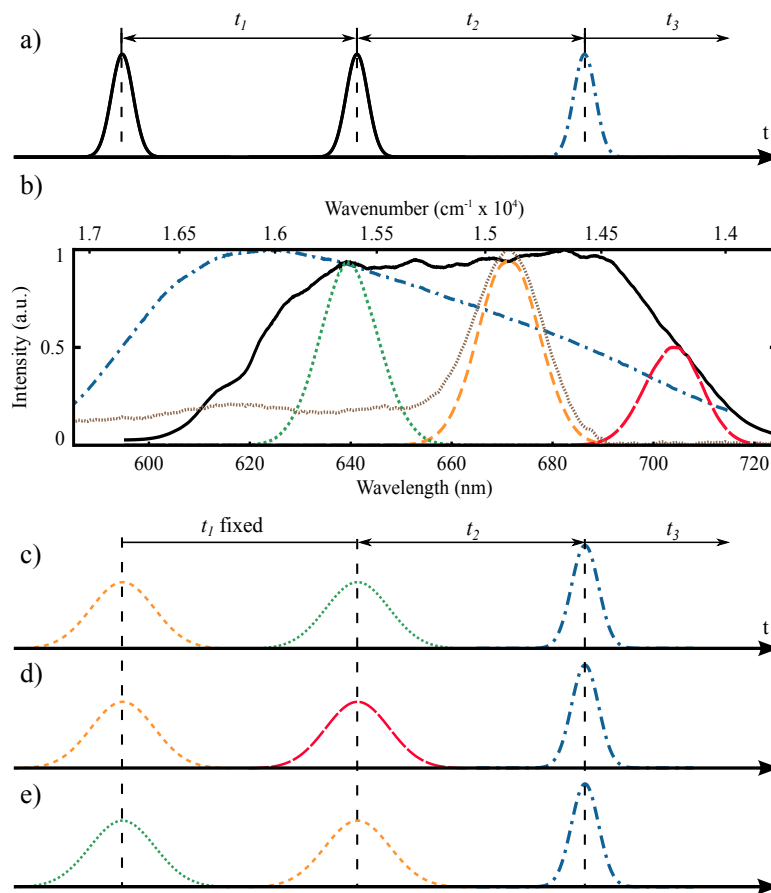 a)
t1 t2 t3
t
b)
Wavenumber (cm-1 x 104)
1.7 1.65 1.6 1.55 1.5 1.45 1.4
Intensity (a.u.)
1
0.5
0
600 620 640 660 680 700 720
Wavelength (nm)
t1 fixed t2 t3
c)
t
d)
e)